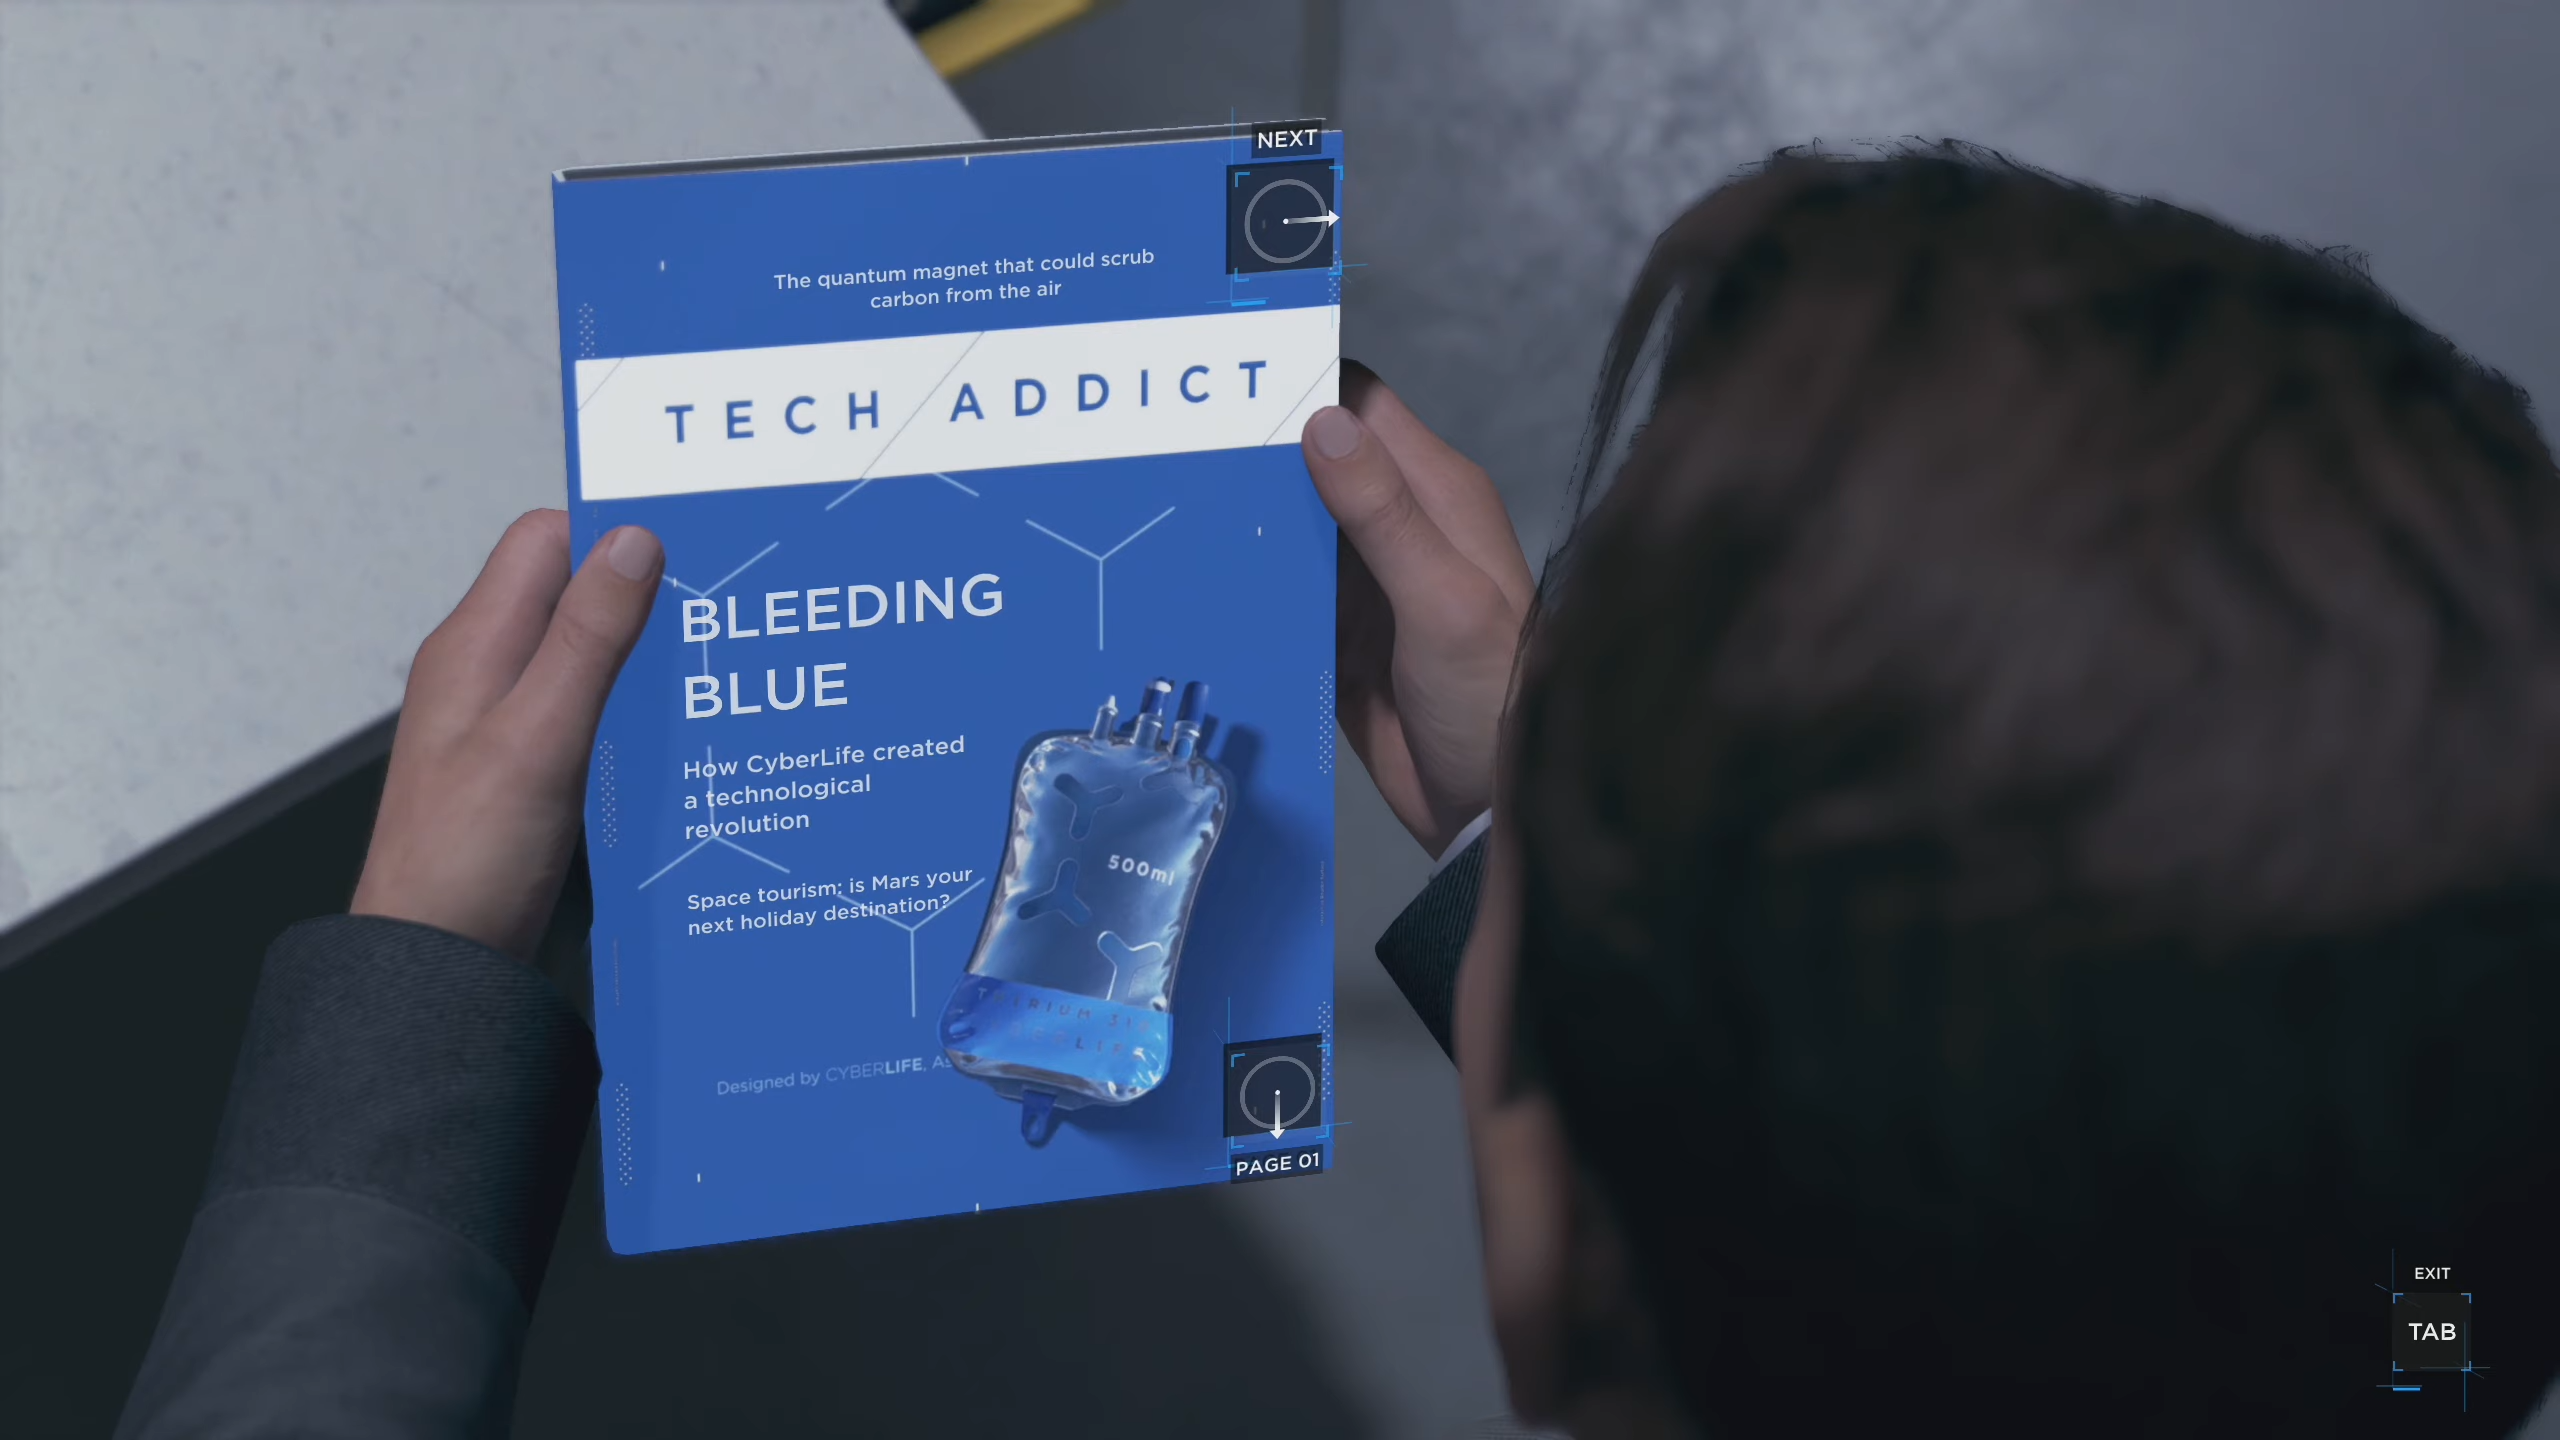 NEXT
The quantum magnet that could scrub
carbon from the air
TECH ADDICT
BLEEDING
BLUE
How CyberLife created
a technological
revolution
Space tourism: is Mars your
next holiday destination?
500ml
Designed by CYBERLIFE,
PAGE 01
EXIT
TAB